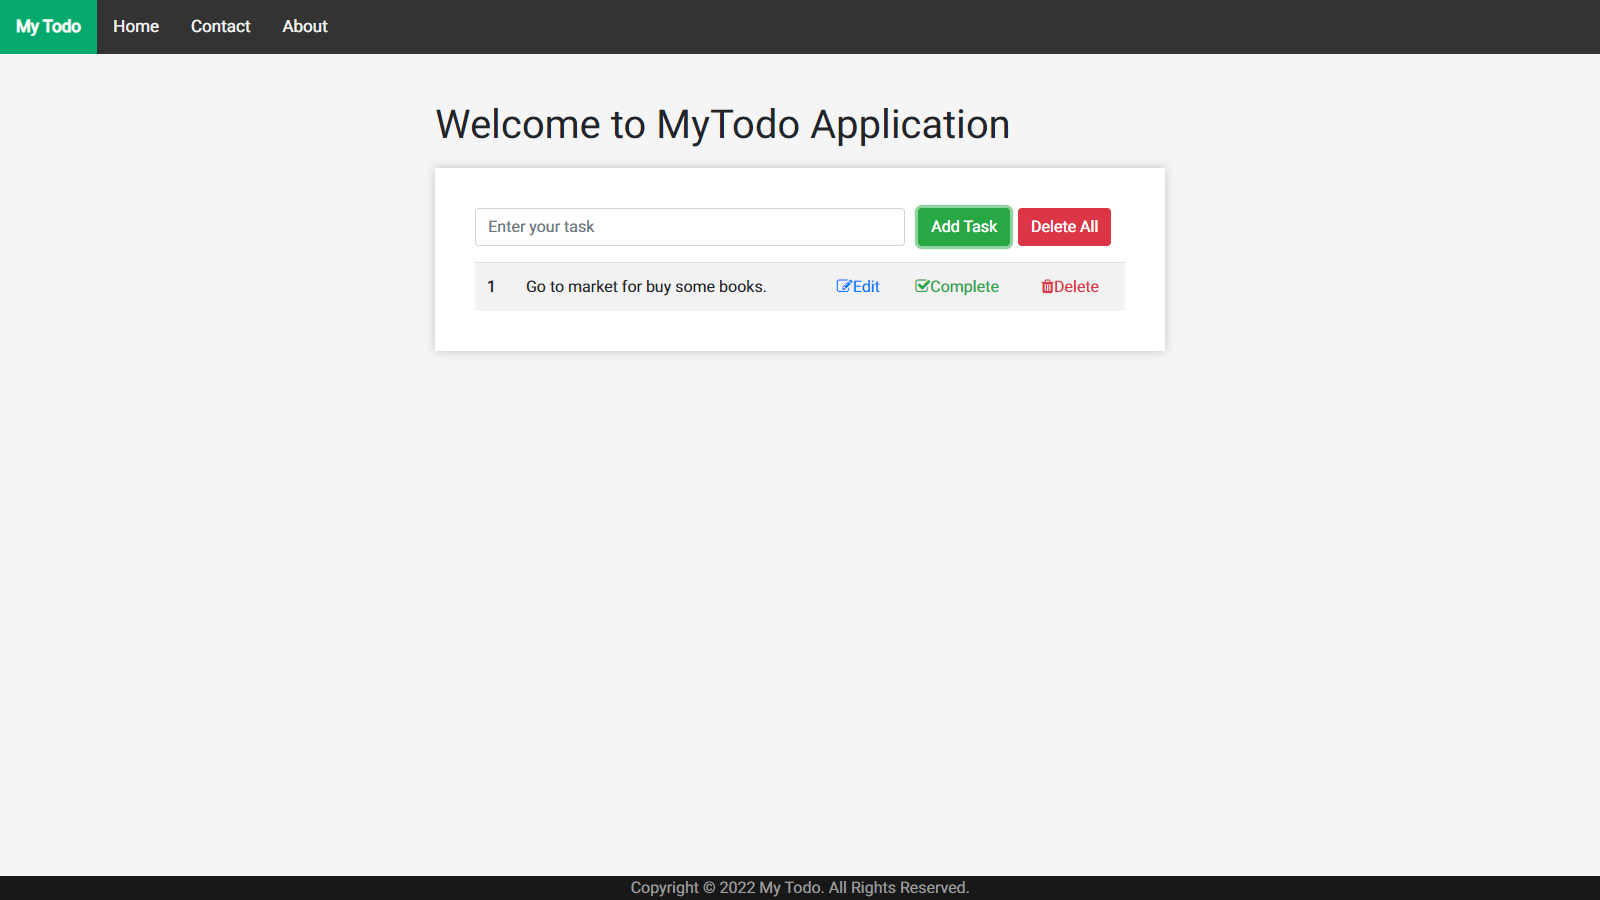 My Todo Home Contact About
Welcome to MyTodo Application
Enter your task Add Task Delete All
1 Go to market for buy some books. Edit Complete Delete
Copyright © 2022 My Todo. All Rights Reserved.